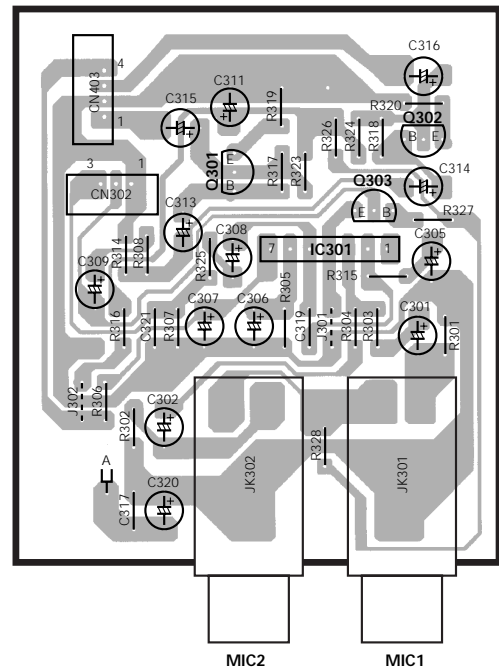 C316
4
CN403
1
C311
C315
R319
R320
Q302
B E
R326
R324
R318
Q301
E
B
R317
R323
C314
3 1
CN302
Q303
E B
R327
C313
C308
7 IC301 1
C305
R314
R308
R325
C309
R305
R315
C307
C306
C301
R316
C321
R307
C319
J301
R304
R303
R301
J302
R306
R302
C302
R328
A
JK302
JK301
C320
C317
MIC2
MIC1